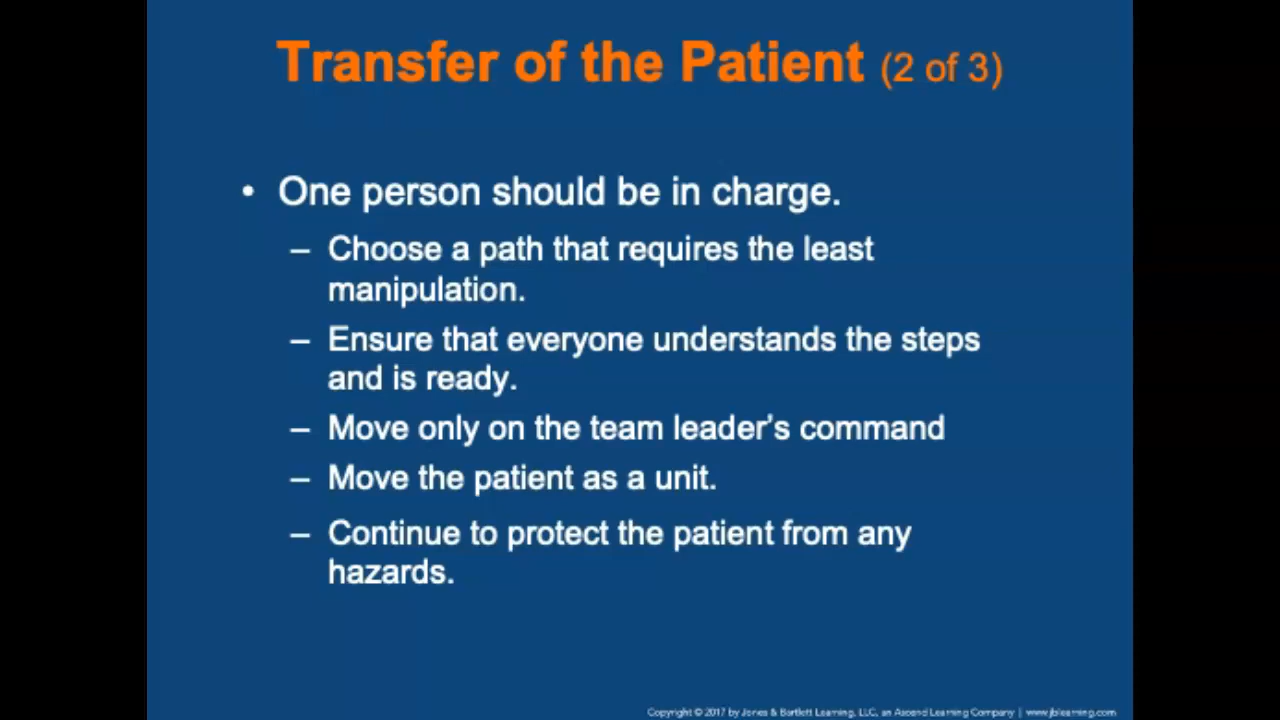 Transfer of the Patient (2 of 3)
• One person should be in charge.
– Choose a path that requires the least
manipulation.
– Ensure that everyone understands the steps
and is ready.
– Move only on the team leader's command
– Move the patient as a unit.
– Continue to protect the patient from any
hazards.
Copyright © 2017 by Jones & Bartlett Learning, LLC, an Ascend Learning Company | www.jblearning.com